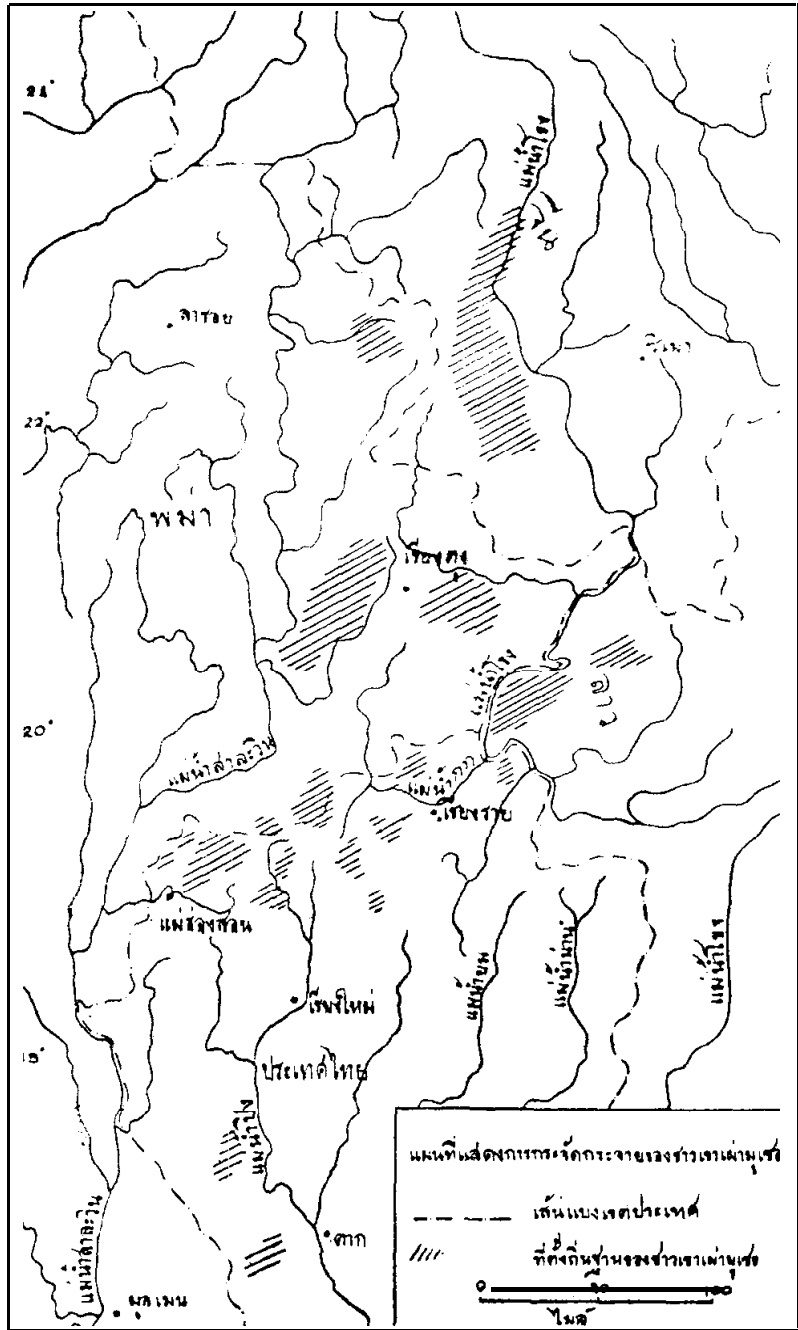 24°
แม่น้ำโขง
จีน
ลาซอย
ซือเมา
22°
พม่า
เชียงตุง
แม่น้ำโขง
ลาว
20°
แม่น้ำสาละวิน
แม่น้ำกก
เชียงราย
แม่ฮ่องสอน
แม่น้ำยม
แม่น้ำน่าน
แม่น้ำโขง
เชียงใหม่
ประเทศไทย
แม่น้ำปิง
แผนที่แสดงการกระจัดกระจายของชาวเขาเผ่ามูเซอ
เส้นแบ่งเขตประเทศ
ที่ตั้งถิ่นฐานของชาวเขาเผ่ามูเซอ
0 50 100
ไมล์
แม่น้ำสาละวิน
ตาก